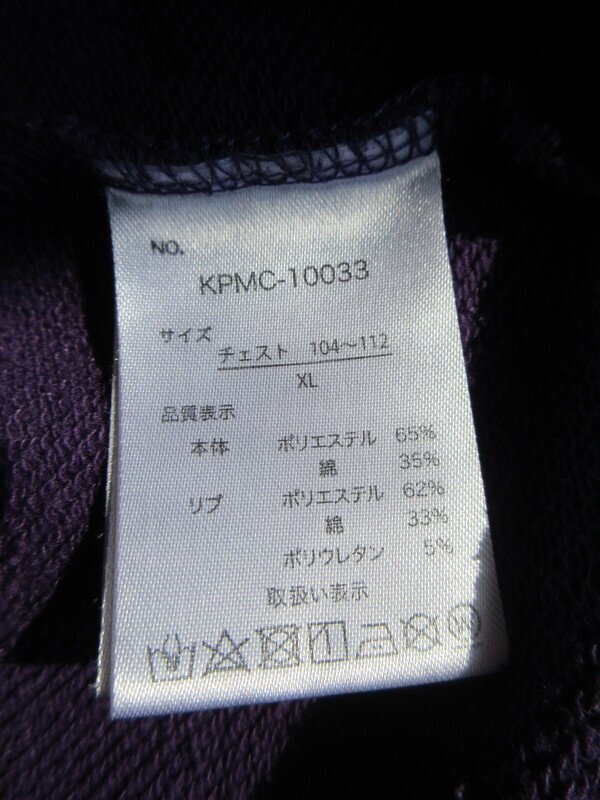 NO.
KPMC-10033
サイズ
チェスト 104～112
XL
品質表示
本体 ポリエステル 65%
綿 35%
リブ ポリエステル 62%
綿 33%
ポリウレタン 5%
取扱い表示